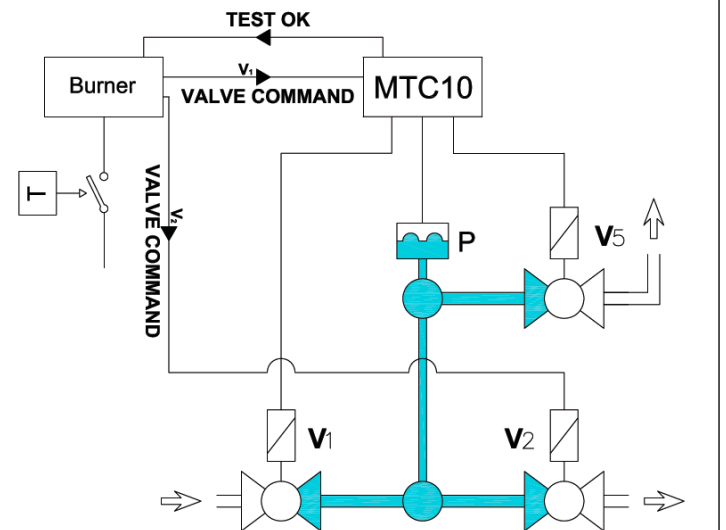 TEST OK
Burner
V1
VALVE COMMAND
MTC10
T
V2
VALVE COMMAND
P
V5
V1
V2